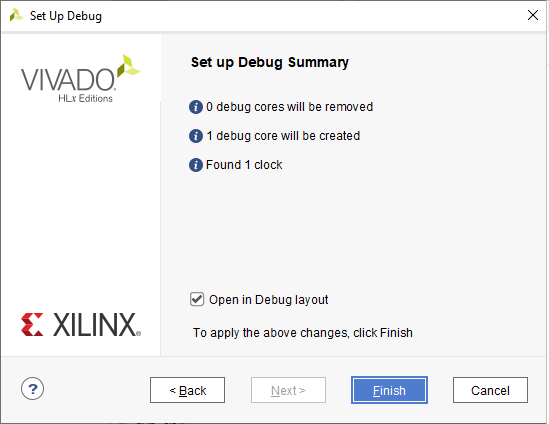 Set Up Debug
VIVADO
HLx Editions
Set up Debug Summary
0 debug cores will be removed
1 debug core will be created
Found 1 clock
Open in Debug layout
XILINX
To apply the above changes, click Finish
?
< Back
Next >
Finish
Cancel